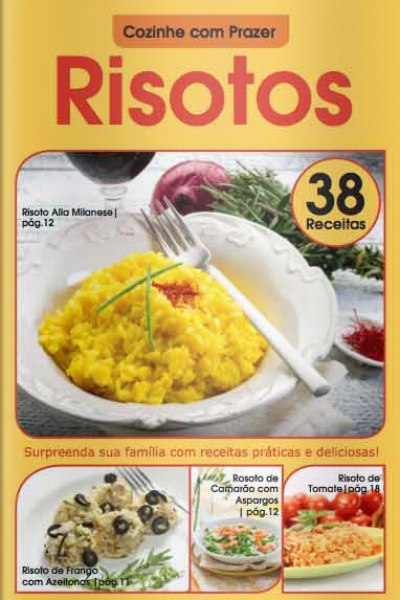 Cozinhe com Prazer
Risotos
38
Receitas
Risoto Alla Milanese|
pág.12
Surpreenda sua família com receitas práticas e deliciosas!
Risoto de Frango
com Azeitonas |pág.11
Rosoto de
Camarão com
Aspargos
| pág.12
Risoto de
Tomate|pág.18